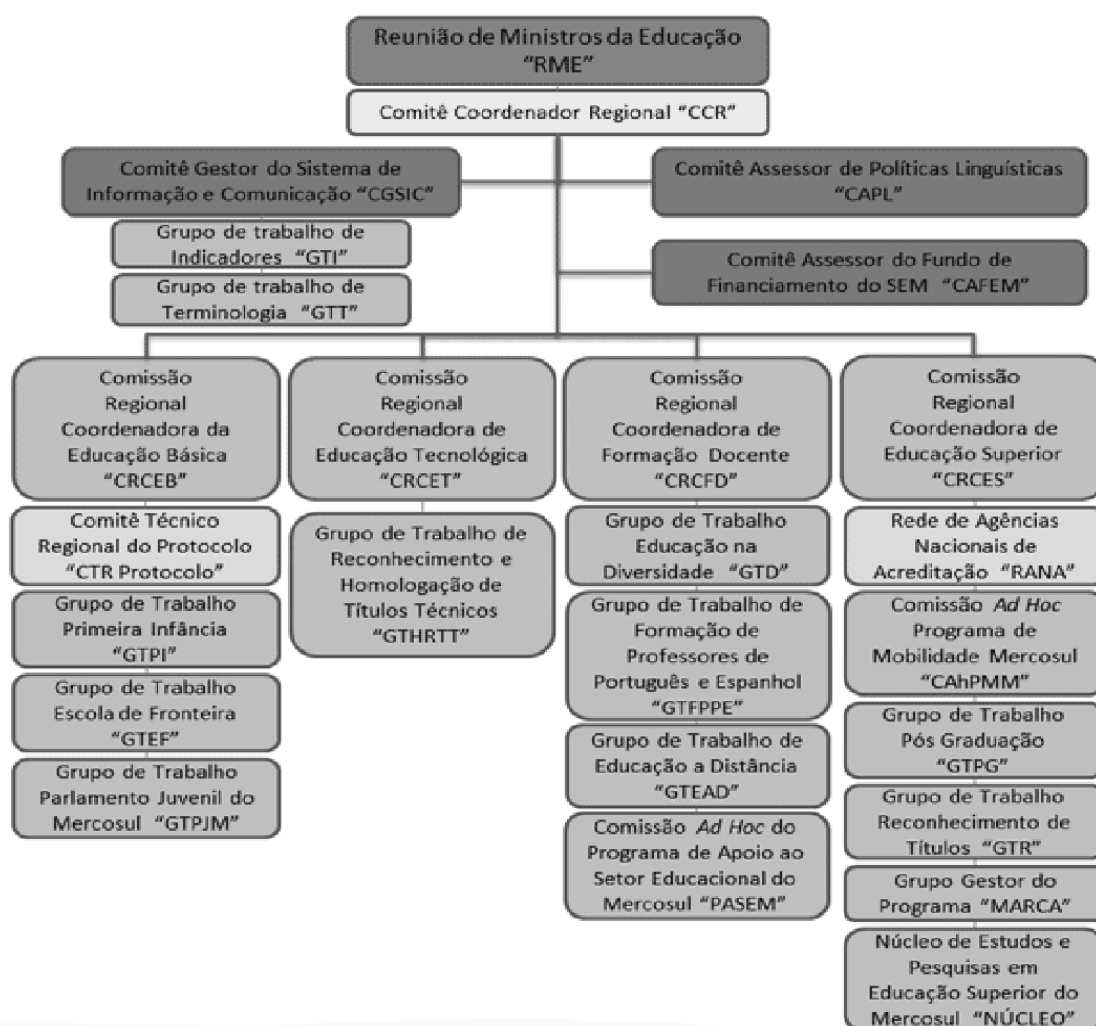 Reunião de Ministros da Educação
“RME”
Comitê Coordenador Regional “CCR”
Comitê Gestor do Sistema de
Informação e Comunicação “CGSIC”
Comitê Assessor de Políticas Linguísticas
“CAPL”
Grupo de trabalho de
Indicadores “GTI”
Comitê Assessor do Fundo de
Financiamento do SEM “CAFEM”
Grupo de trabalho de
Terminologia “GTT”
Comissão
Regional
Coordenadora da
Educação Básica
“CRCEB”
Comitê Técnico
Regional do Protocolo
“CTR Protocolo”
Grupo de Trabalho
Primeira Infância
“GTPI”
Grupo de Trabalho
Escola de Fronteira
“GTEF”
Grupo de Trabalho
Parlamento Juvenil do
Mercosul “GTPJM”
Comissão
Regional
Coordenadora de
Educação Tecnológica
“CRCET”
Grupo de Trabalho de
Reconhecimento e
Homologação de
Títulos Técnicos
“GTHRTT”
Comissão
Regional
Coordenadora de
Formação Docente
“CRCFD”
Grupo de Trabalho
Educação na
Diversidade “GTD”
Grupo de Trabalho de
Formação de
Professores de
Português e Espanhol
“GTFPPE”
Grupo de Trabalho de
Educação a Distância
“GTEAD”
Comissão Ad Hoc do
Programa de Apoio ao
Setor Educacional do
Mercosul “PASEM”
Comissão
Regional
Coordenadora de
Educação Superior
“CRCES”
Rede de Agências
Nacionais de
Acreditação “RANA”
Comissão Ad Hoc
Programa de
Mobilidade Mercosul
“CAhPMM”
Grupo de Trabalho
Pós Graduação
“GTPG”
Grupo de Trabalho
Reconhecimento de
Títulos “GTR”
Grupo Gestor do
Programa “MARCA”
Núcleo de Estudos e
Pesquisas em
Educação Superior do
Mercosul “NÚCLEO”